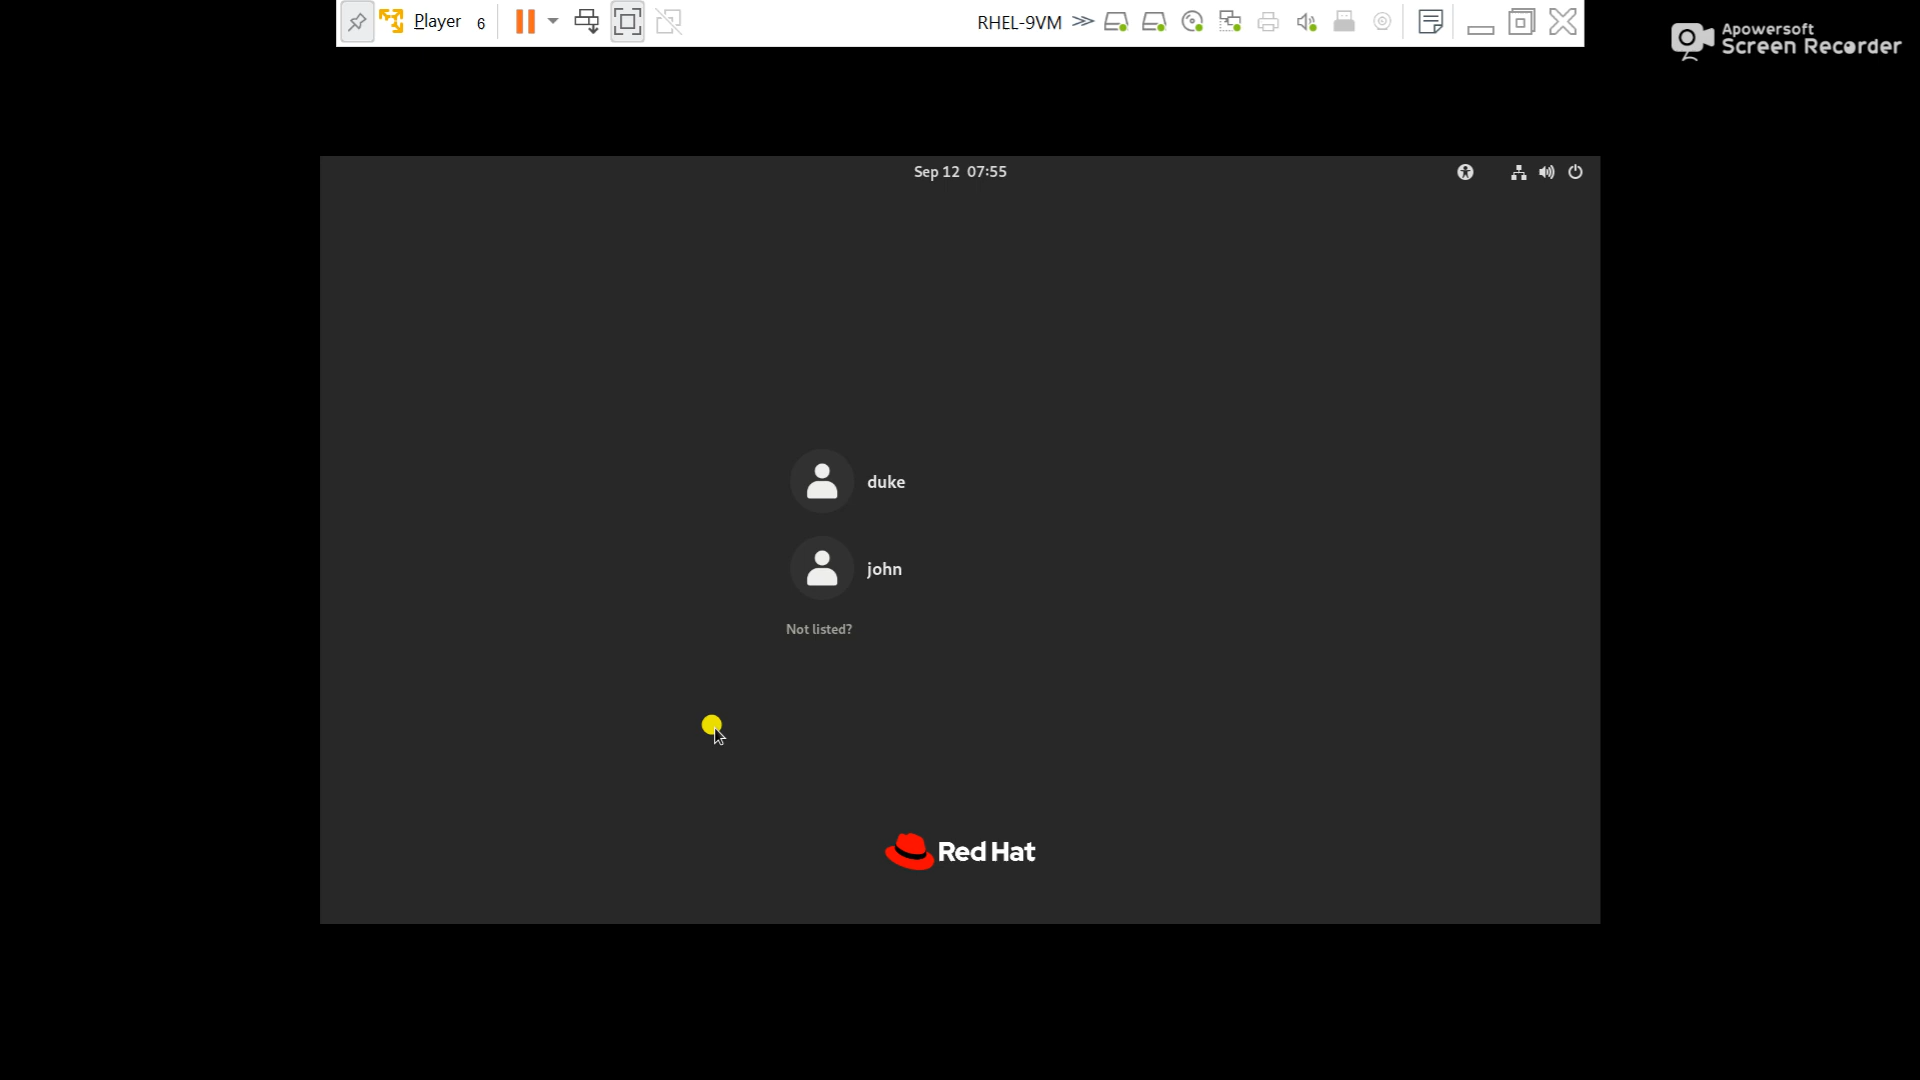 Player 6
RHEL-9VM
Apowersoft
Screen Recorder
Sep 12 07:55
duke
john
Not listed?
Red Hat